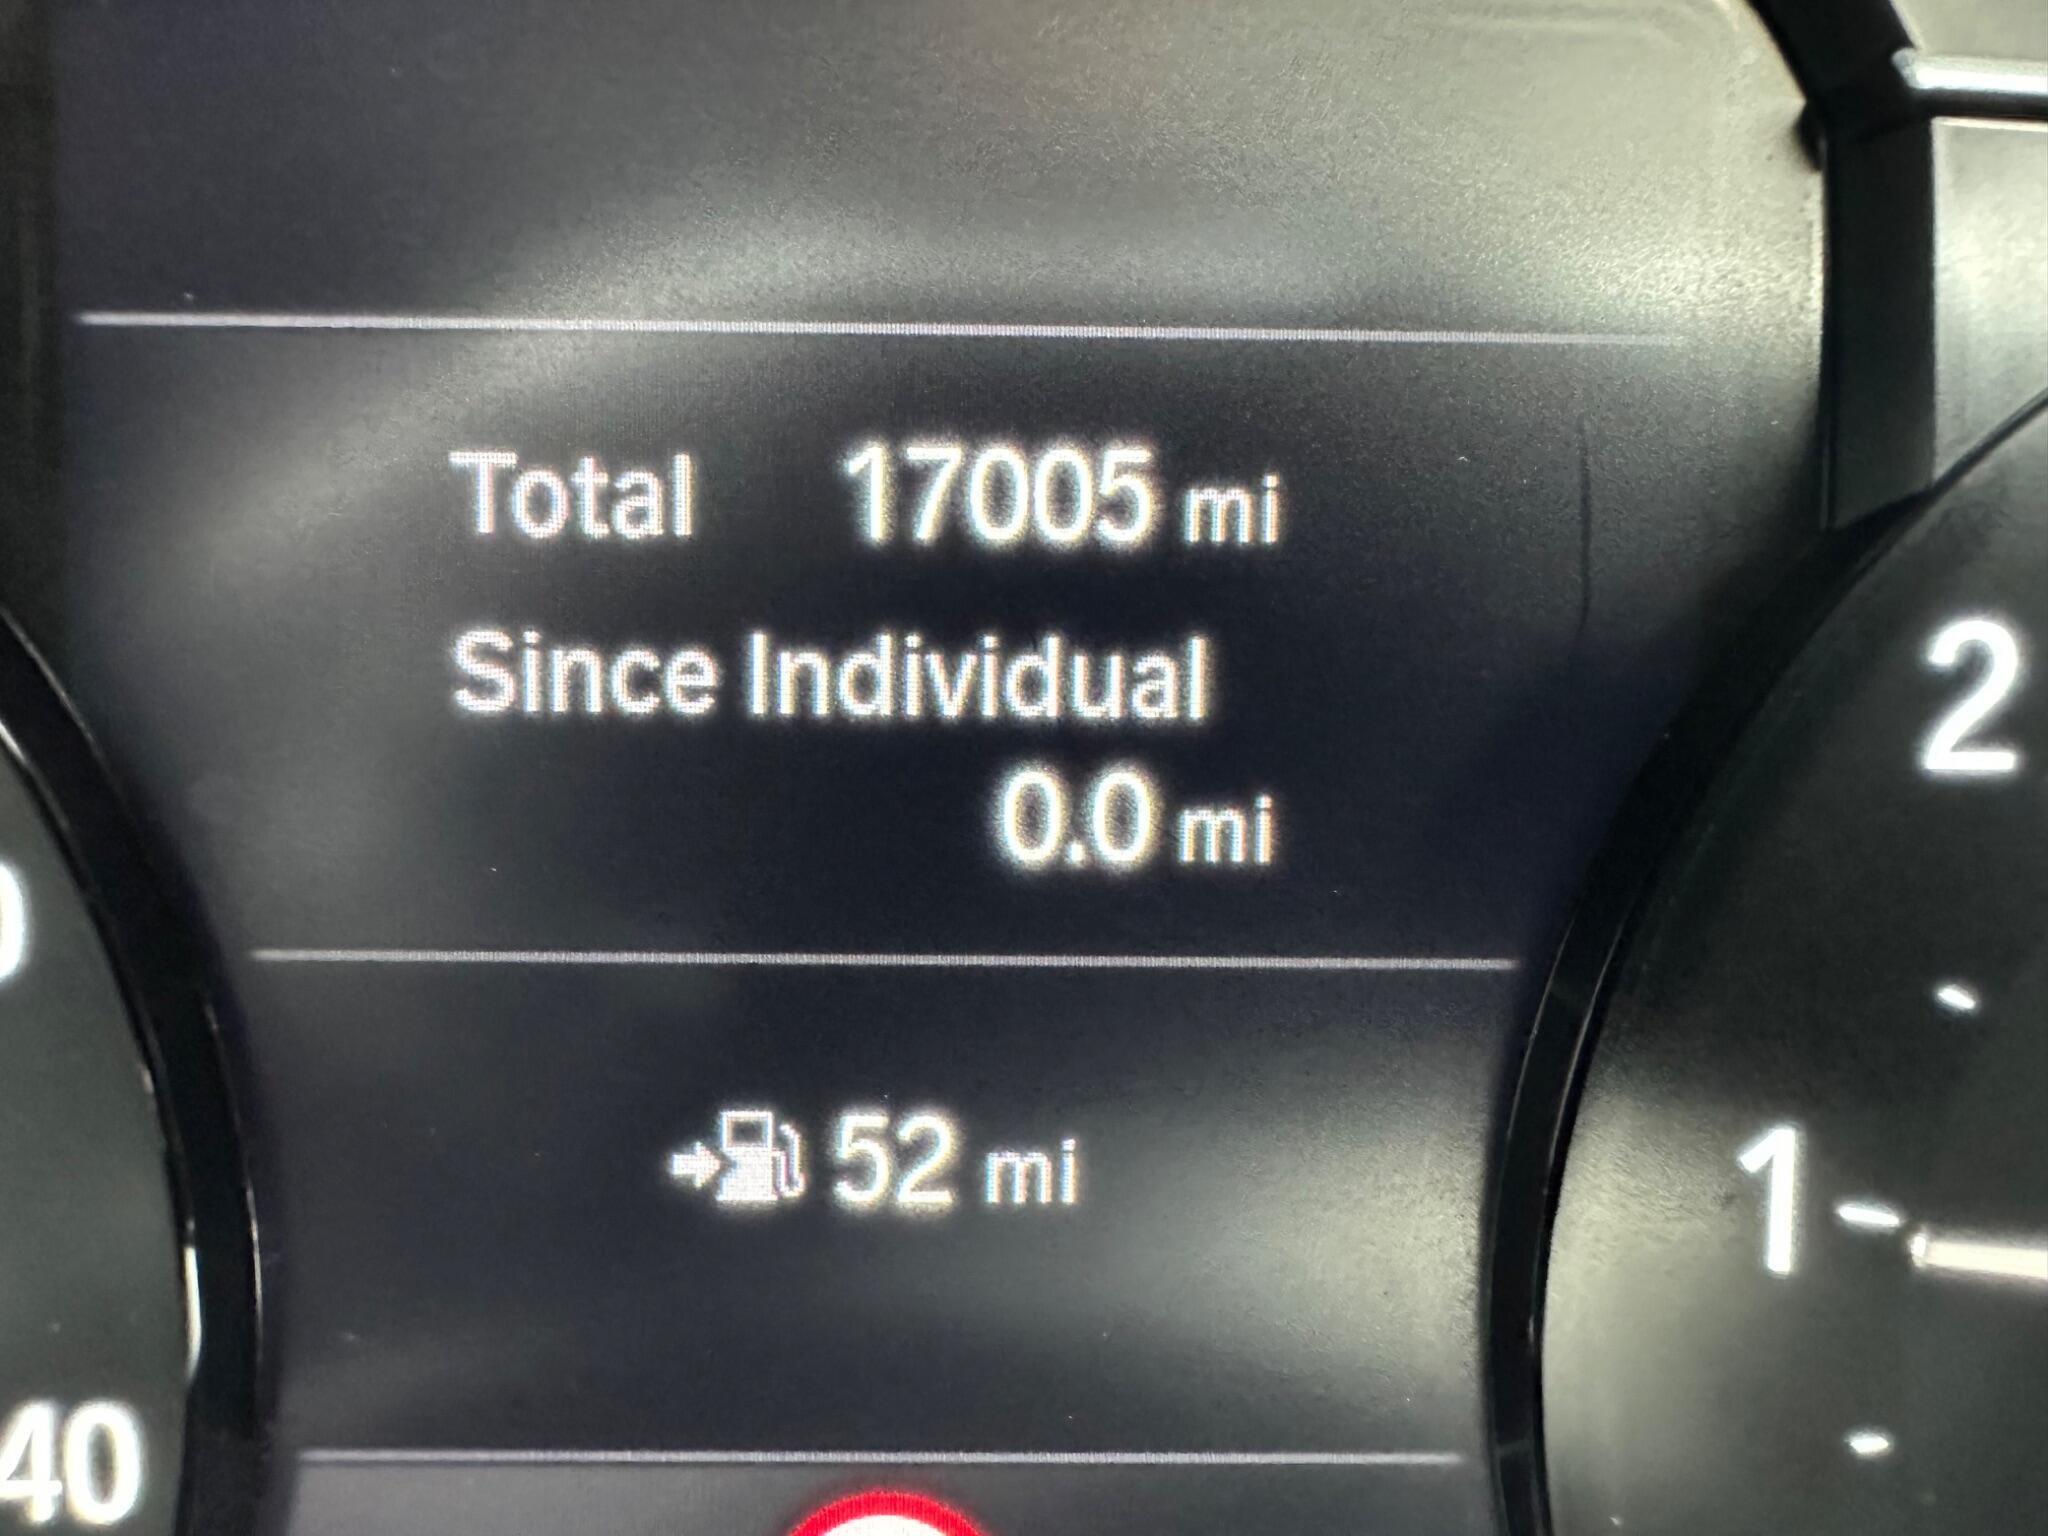 Total 17005 mi
Since Individual
0.0 mi
52 mi
2
1
40